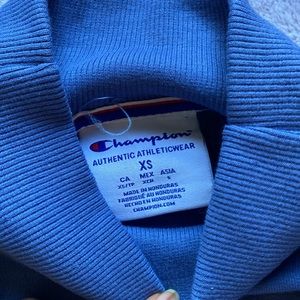 Champion
AUTHENTIC ATHLETICWEAR
XS
CA MEX ASIA
XS/TP XCH S
MADE IN HONDURAS
FABRIQUÉ AU HONDURAS
HECHO EN HONDURAS
CHAMPION.COM